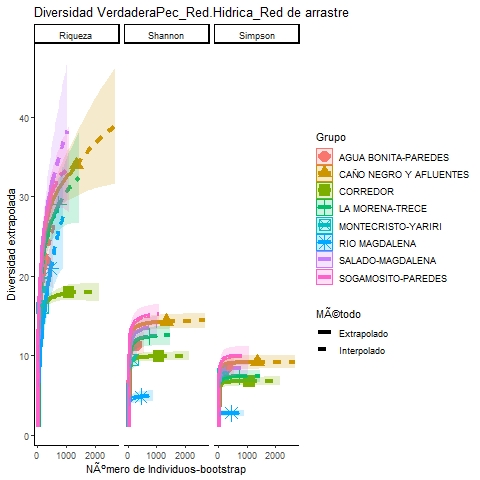 Diversidad VerdaderaPec_Red.Hidrica_Red de arrastre
Riqueza Shannon Simpson
Diversidad extrapolada
40
30
20
10
0
0 1000 2000 0 1000 2000 0 1000 2000
NÃºmero de Individuos-bootstrap
Grupo
AGUA BONITA-PAREDES
CAÑO NEGRO Y AFLUENTES
CORREDOR
LA MORENA-TRECE
MONTECRISTO-YARIRI
RIO MAGDALENA
SALADO-MAGDALENA
SOGAMOSITO-PAREDES
MÃ©todo
Extrapolado
Interpolado